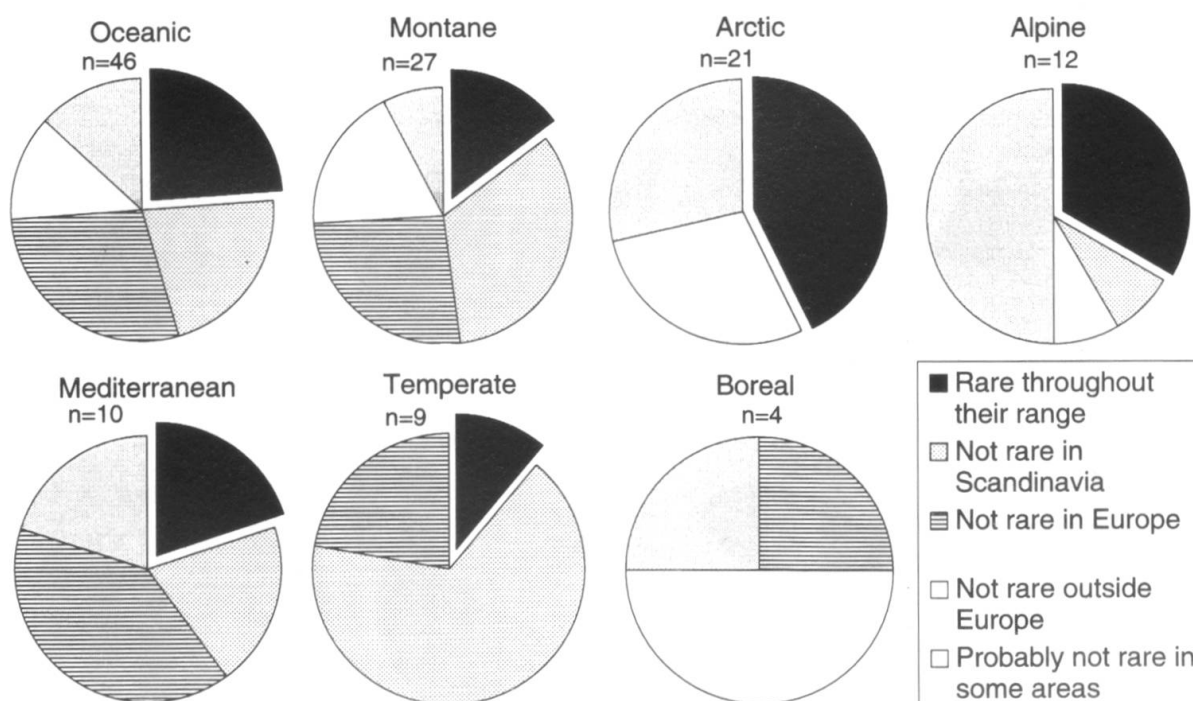 Oceanic
n=46
Montane
n=27
Arctic
n=21
Alpine
n=12
Mediterranean
n=10
Temperate
n=9
Boreal
n=4
Rare throughout
their range
Not rare in
Scandinavia
Not rare in Europe
Not rare outside
Europe
Probably not rare in
some areas